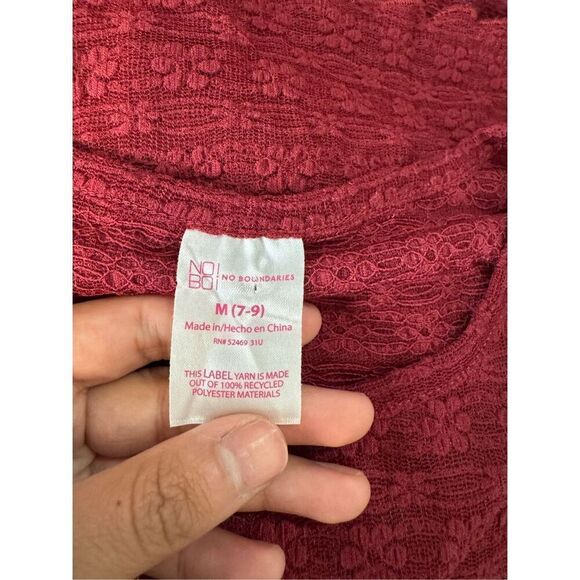 NO!
BO!
NO BOUNDARIES
M (7-9)
Made in/Hecho en China
RN# 52469 31U
THIS LABEL YARN IS MADE
OUT OF 100% RECYCLED
POLYESTER MATERIALS